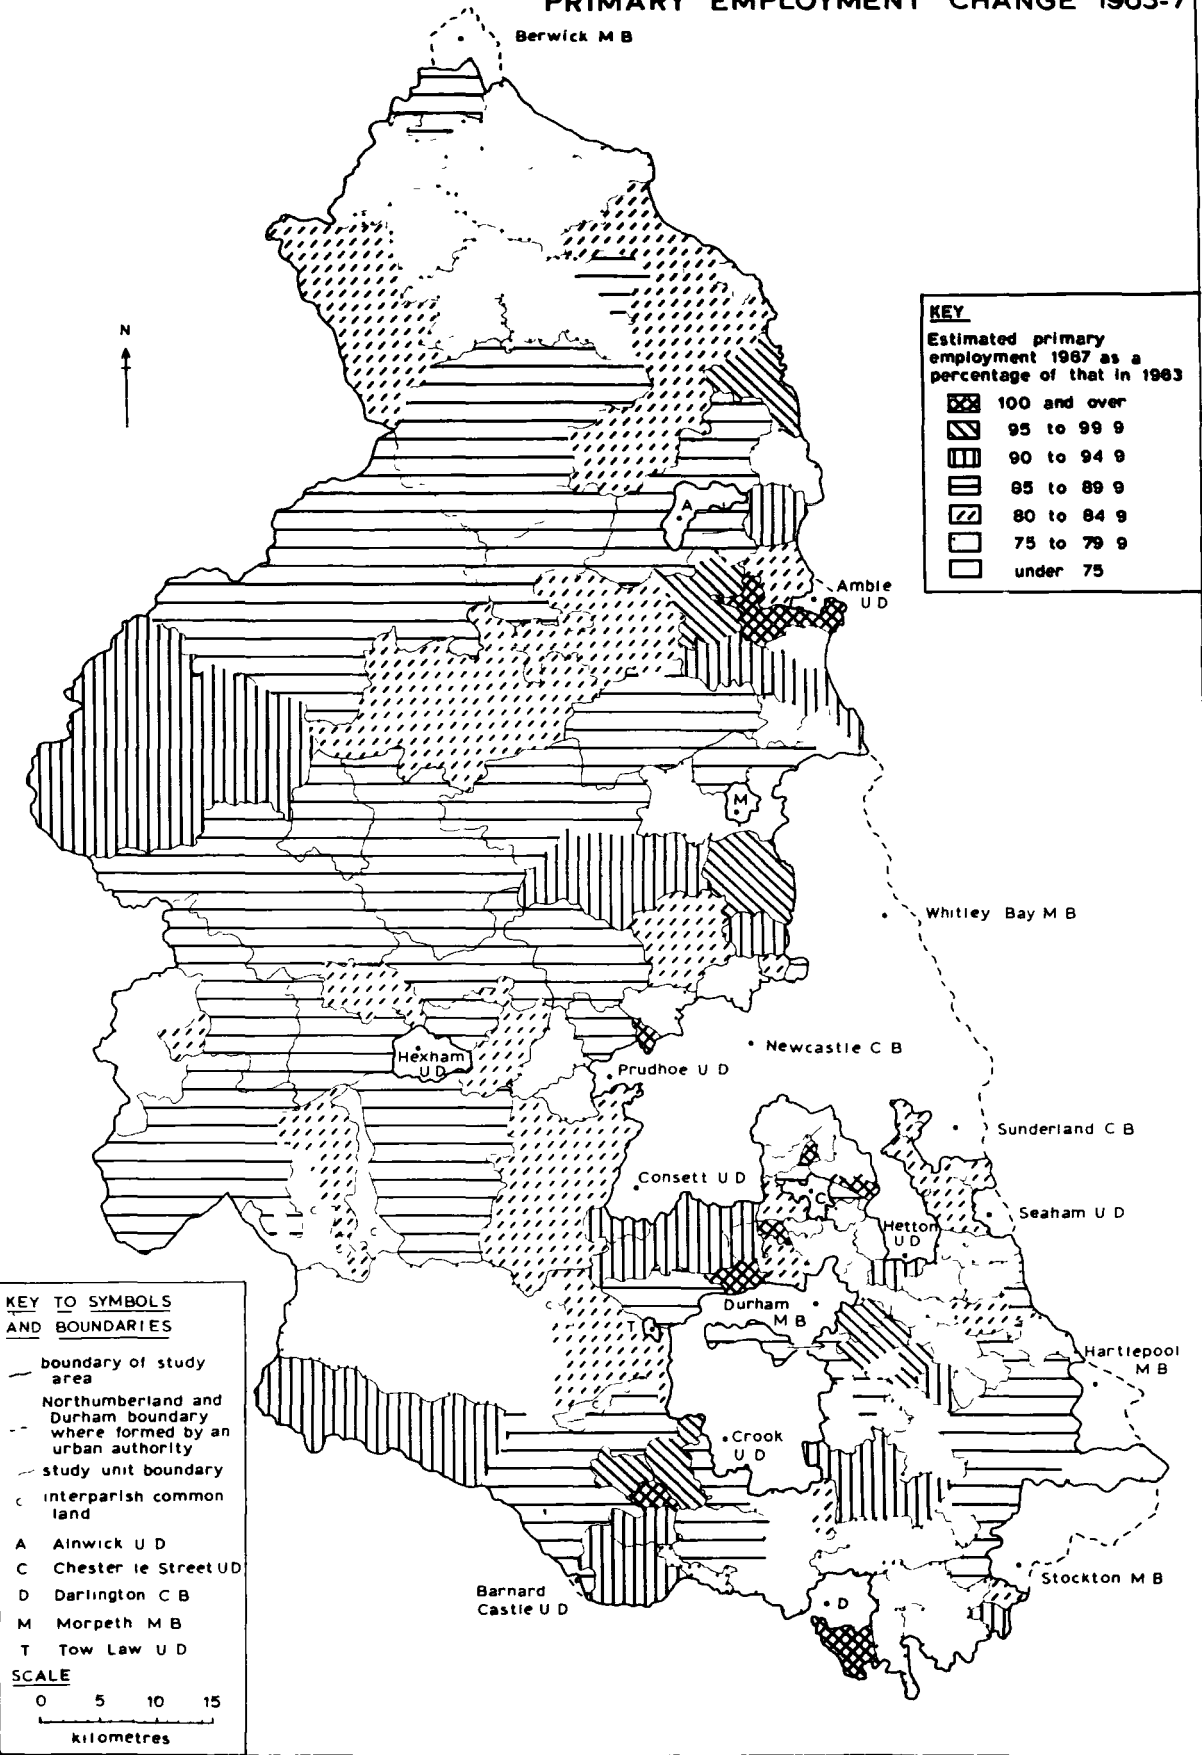 PRIMARY EMPLOYMENT CHANGE 1963-7
Berwick M B
N
KEY
Estimated primary
employment 1967 as a
percentage of that in 1963
100 and over
95 to 99 9
90 to 94 9
85 to 89 9
80 to 84 9
75 to 79 9
under 75
A
Amble
U D
M
Whitley Bay M B
Newcastle C B
Hexham
U D
Prudhoe U D
Sunderland C B
Consett U D
C
Seaham U D
Hetton
U D
Durham
M B
T
Hartlepool
M B
Crook
U D
Stockton M B
Barnard
Castle U D
D
KEY TO SYMBOLS
AND BOUNDARIES
boundary of study
area
Northumberland and
Durham boundary
where formed by an
urban authority
study unit boundary
c interparish common
land
A Alnwick U D
C Chester le Street U D
D Darlington C B
M Morpeth M B
T Tow Law U D
SCALE
0 5 10 15
kilometres